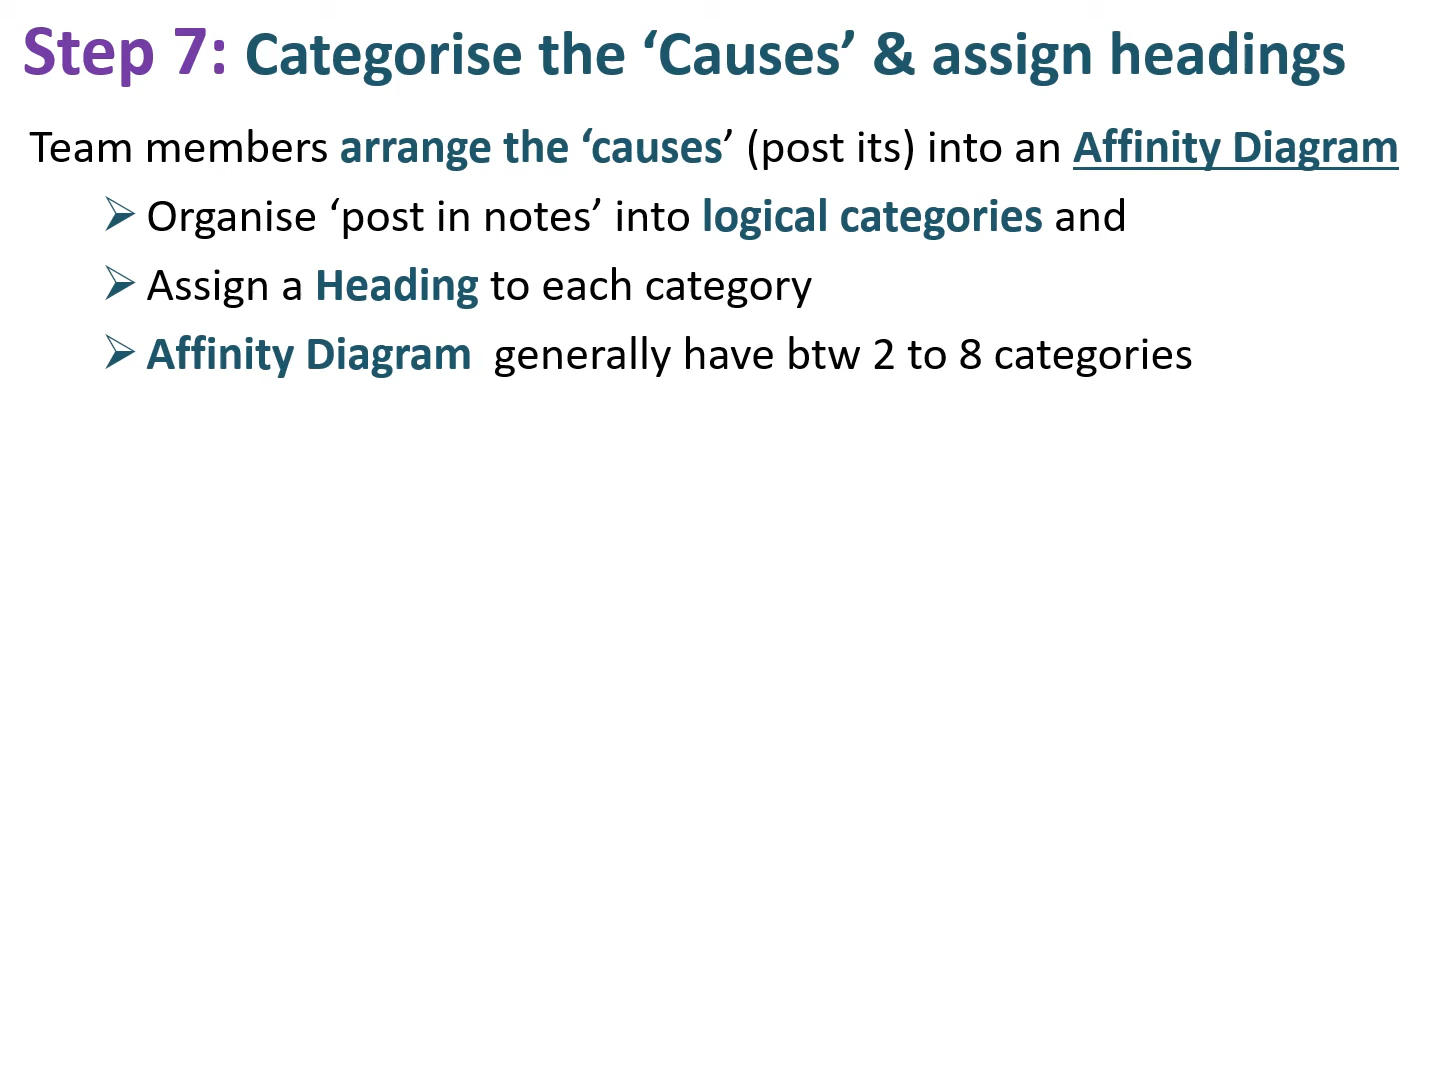 Step 7: Categorise the ‘Causes’ & assign headings
Team members arrange the ‘causes’ (post its) into an Affinity Diagram
Organise ‘post in notes’ into logical categories and
Assign a Heading to each category
Affinity Diagram generally have btw 2 to 8 categories